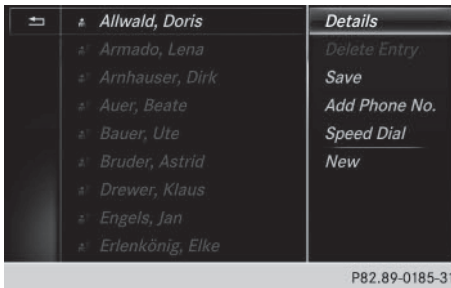 Allwald, Doris
Armado, Lena
Arnhauser, Dirk
Auer, Beate
Bauer, Ute
Bruder, Astrid
Drewer, Klaus
Engels, Jan
Erlenkönig, Elke
Details
Delete Entry
Save
Add Phone No.
Speed Dial
New
P82.89-0185-31